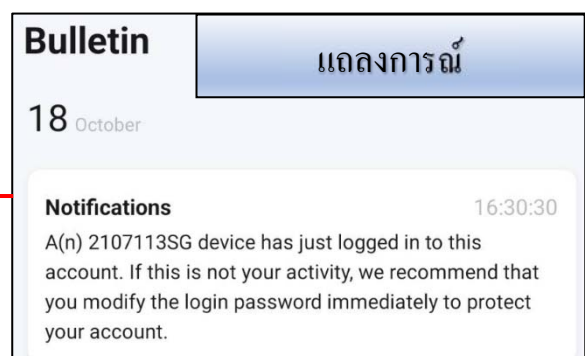 Bulletin
แถลงการณ์
18 October
Notifications 16:30:30
A(n) 2107113SG device has just logged in to this
account. If this is not your activity, we recommend that
you modify the login password immediately to protect
your account.